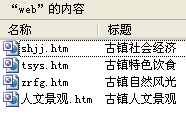 “web”的内容
名称 标题
shjj.htm 古镇社会经济
tsys.htm 古镇特色饮食
zrfg.htm 古镇自然风光
人文景观.htm 古镇人文景观